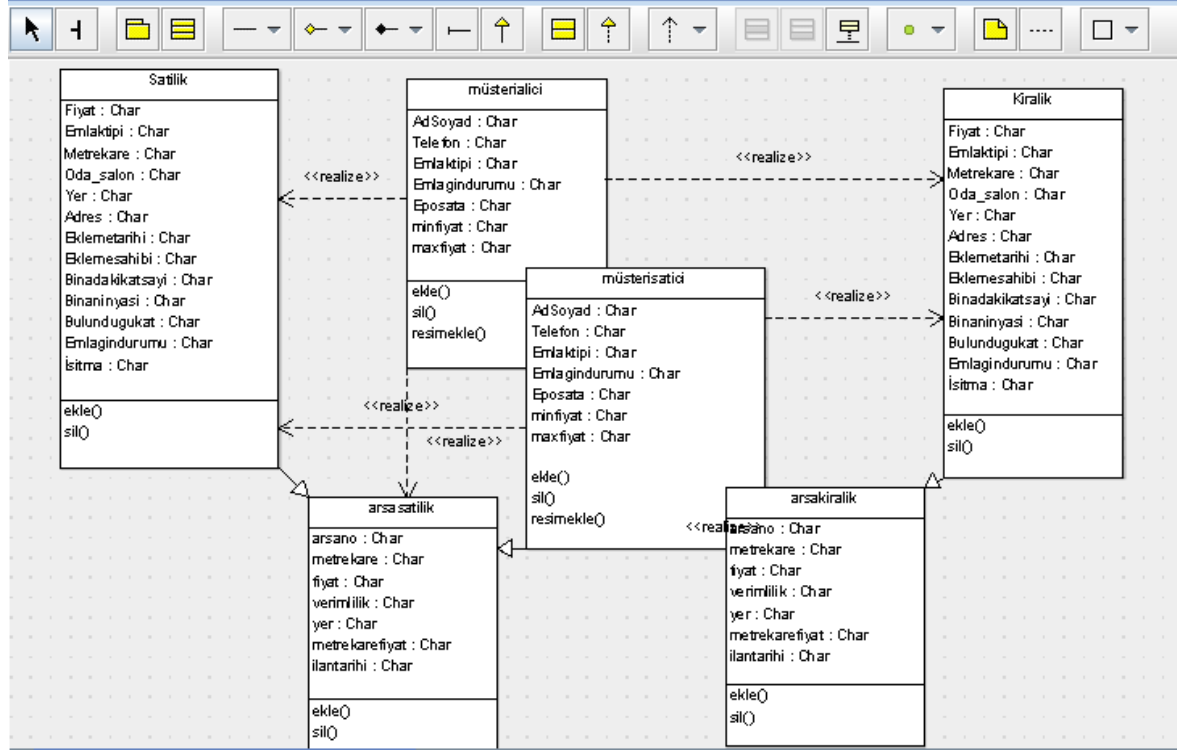 Satilik
Fiyat : Char
Emlaktipi : Char
Metrekare : Char
Oda_salon : Char
Yer : Char
Adres : Char
Eklemetarihi : Char
Eklemesahibi : Char
Binadakikatsayi : Char
Binaninyasi : Char
Bulundugukat : Char
Emlagindurumu : Char
İsitma : Char
ekle()
sil()
<<realize>>
müsterialici
AdSoyad : Char
Telefon : Char
Emlaktipi : Char
Emlagindurumu : Char
Eposata : Char
minfiyat : Char
maxfiyat : Char
ekle()
sil()
resimekle()
<<realize>>
Kiralik
Fiyat : Char
Emlaktipi : Char
Metrekare : Char
Oda_salon : Char
Yer : Char
Adres : Char
Eklemetarihi : Char
Eklemesahibi : Char
Binadakikatsayi : Char
Binaninyasi : Char
Bulundugukat : Char
Emlagindurumu : Char
İsitma : Char
ekle()
sil()
müsterisatici
AdSoyad : Char
Telefon : Char
Emlaktipi : Char
Emlagindurumu : Char
Eposata : Char
minfiyat : Char
maxfiyat : Char
ekle()
sil()
resimekle()
<<realize>>
<<realize>>
<<realize>>
<<realize>>
arsasatilik
arsano : Char
metrekare : Char
fiyat : Char
verimlilik : Char
yer : Char
metrekarefiyat : Char
ilantarihi : Char
ekle()
sil()
arsakiralik
arsano : Char
metrekare : Char
fiyat : Char
verimlilik : Char
yer : Char
metrekarefiyat : Char
ilantarihi : Char
ekle()
sil()